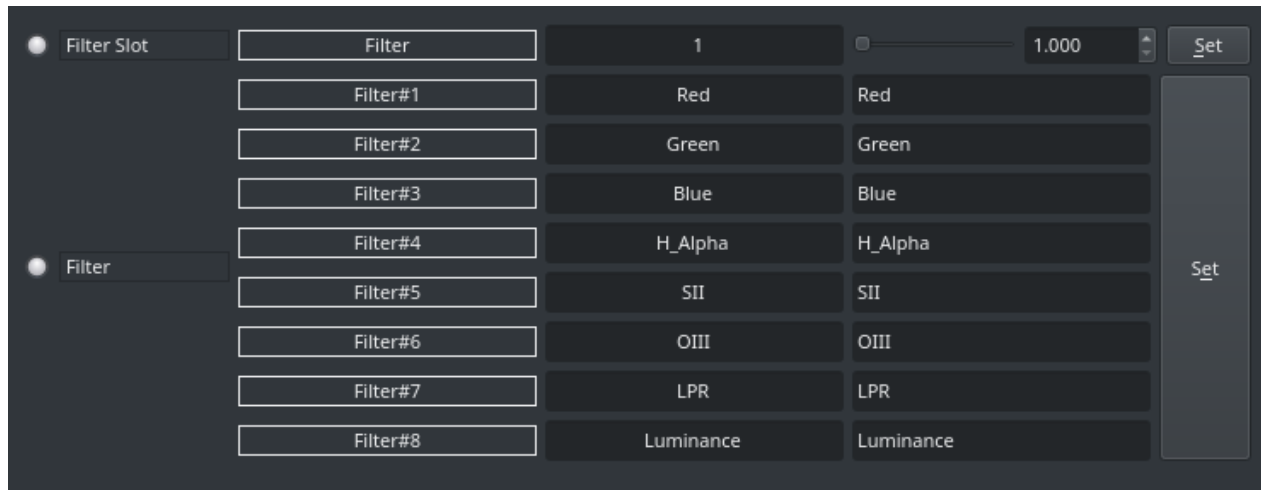 Filter Slot Filter 1 1.000 Set
Filter#1 Red Red
Filter#2 Green Green
Filter#3 Blue Blue
Filter#4 H_Alpha H_Alpha
Filter Set
Filter#5 SII SII
Filter#6 OIII OIII
Filter#7 LPR LPR
Filter#8 Luminance Luminance